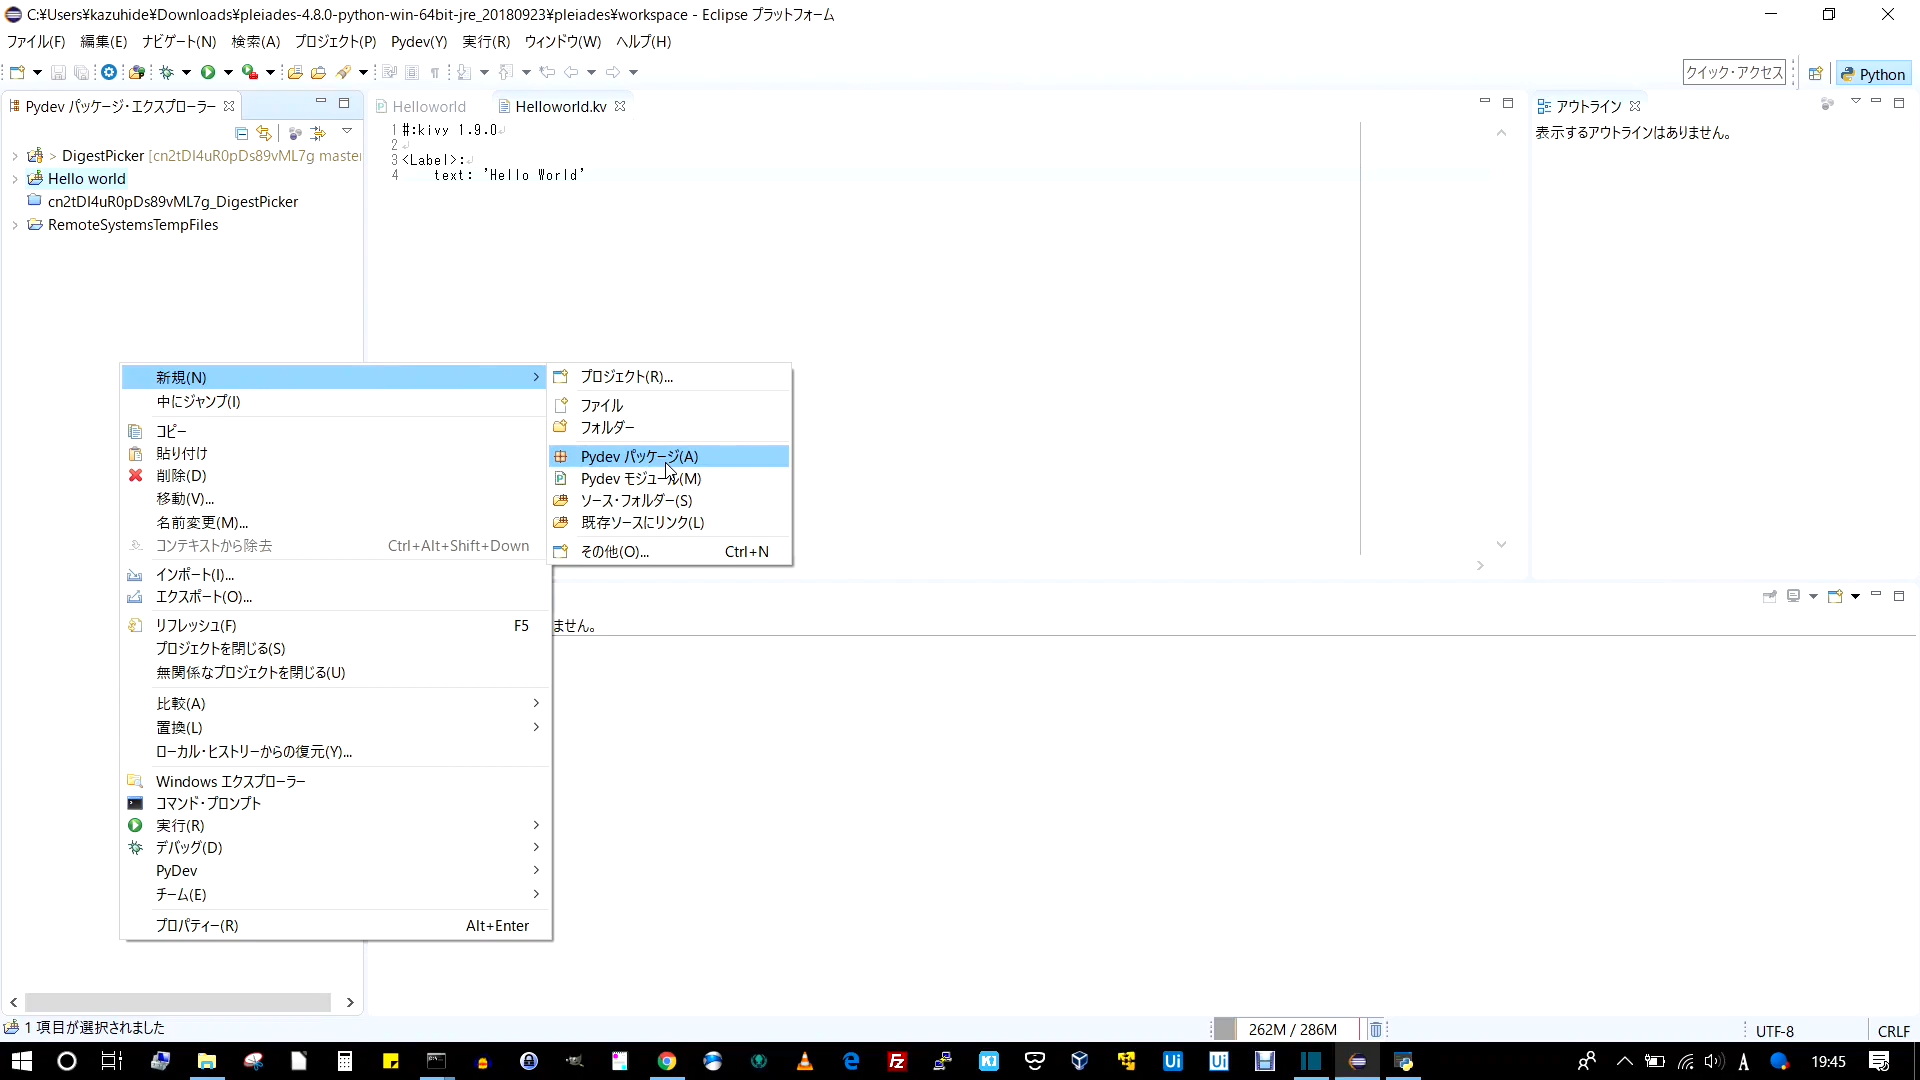 C:¥Users¥kazuhide¥Downloads¥pleiades-4.8.0-python-win-64bit-jre_20180923¥pleiades¥workspace - Eclipse プラットフォーム
ファイル(F) 編集(E) ナビゲート(N) 検索(A) プロジェクト(P) Pydev(Y) 実行(R) ウィンドウ(W) ヘルプ(H)
クイック・アクセス
Python
Pydev パッケージ・エクスプローラー
Helloworld
Helloworld.kv
アウトライン
表示するアウトラインはありません。
> DigestPicker [cn2tDI4uR0pDs89vML7g master
Hello world
cn2tDI4uR0pDs89vML7g_DigestPicker
RemoteSystemsTempFiles
1 #:kivy 1.9.0
2
3 <Label>:
4 text: 'Hello World'
新規(N)
中にジャンプ(I)
コピー
貼り付け
削除(D)
移動(V)...
名前変更(M)...
コンテキストから除去 Ctrl+Alt+Shift+Down
インポート(I)...
エクスポート(O)...
リフレッシュ(F) F5
プロジェクトを閉じる(S)
無関係なプロジェクトを閉じる(U)
比較(A)
置換(L)
ローカル・ヒストリーからの復元(Y)...
Windows エクスプローラー
コマンド・プロンプト
実行(R)
デバッグ(D)
PyDev
チーム(E)
プロパティー(R) Alt+Enter
プロジェクト(R)...
ファイル
フォルダー
Pydev パッケージ(A)
Pydev モジュール(M)
ソース・フォルダー(S)
既存ソースにリンク(L)
その他(O)... Ctrl+N
ません。
1 項目が選択されました
262M / 286M
UTF-8
CRLF
19:45